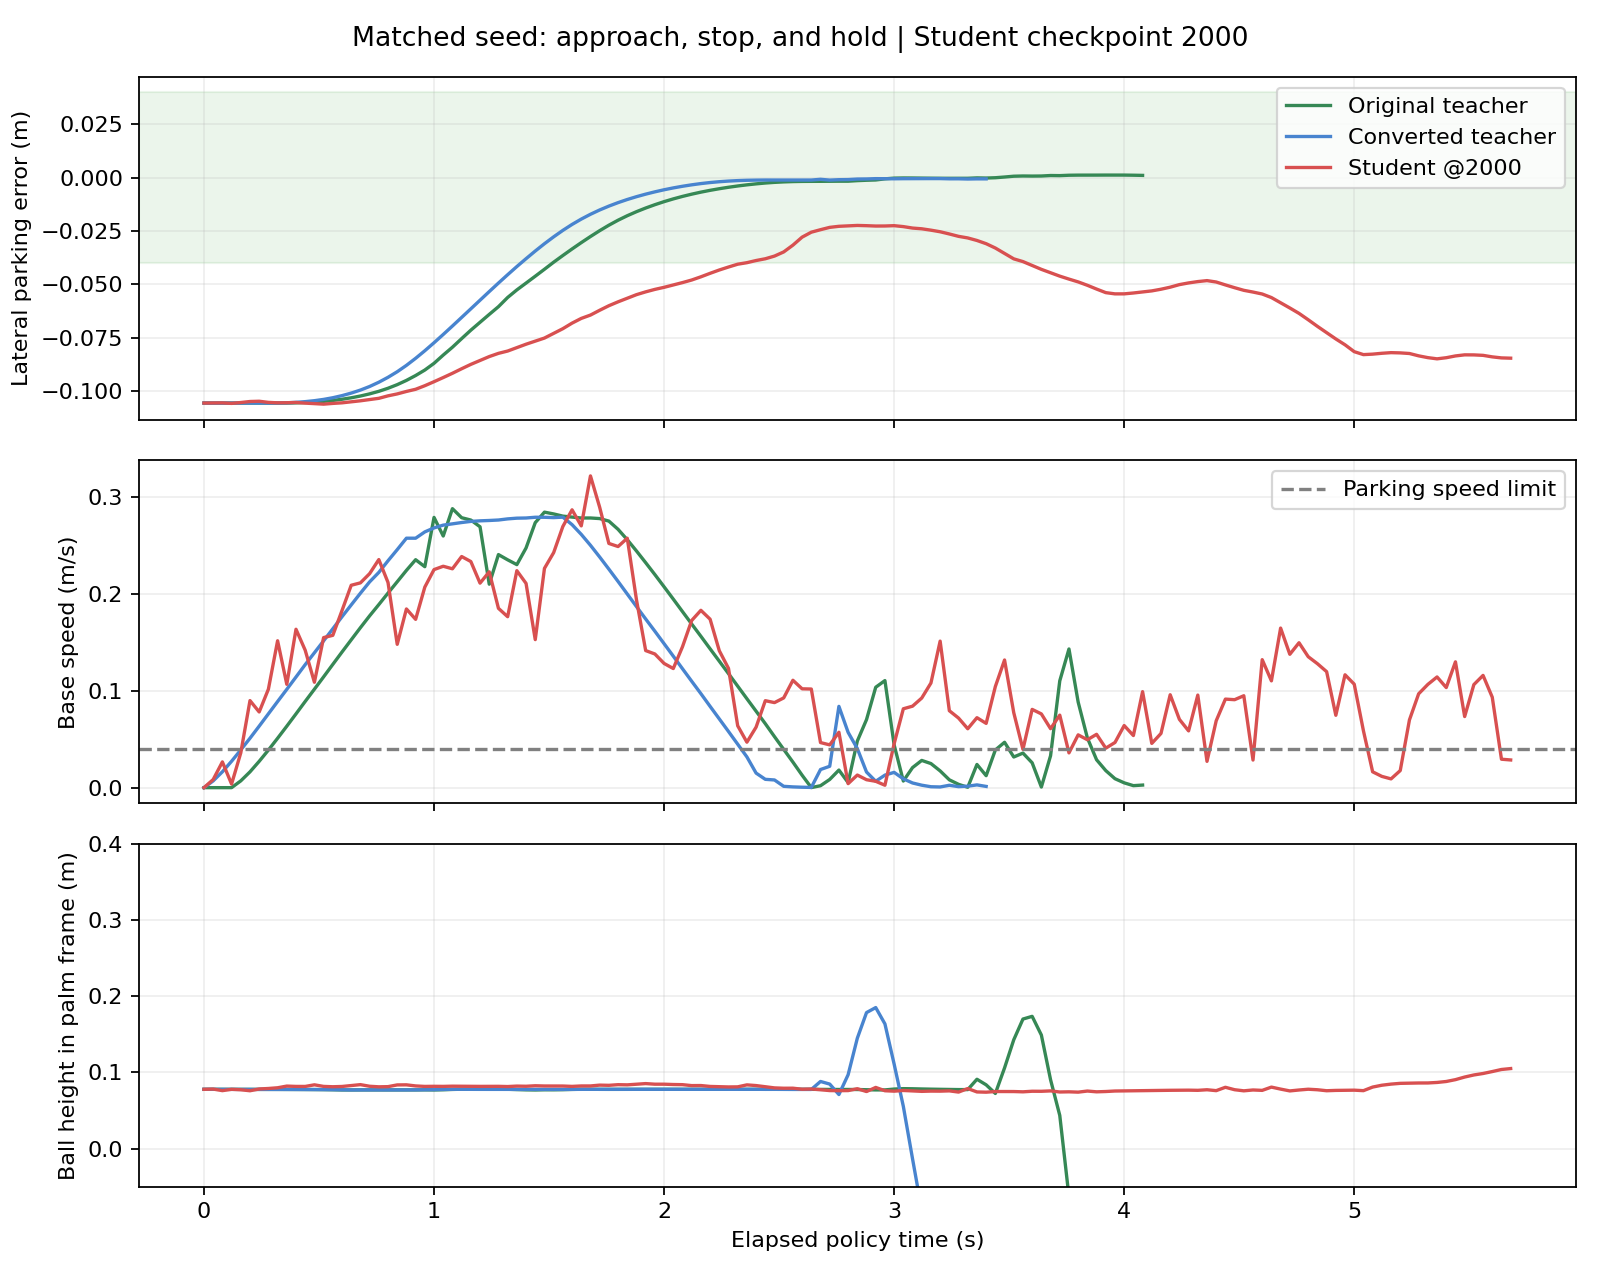 Matched seed: approach, stop, and hold | Student checkpoint 2000
Lateral parking error (m)
0.025
0.000
−0.025
−0.050
−0.075
−0.100
Original teacher
Converted teacher
Student @2000
Base speed (m/s)
0.3
0.2
0.1
0.0
Parking speed limit
Ball height in palm frame (m)
0.4
0.3
0.2
0.1
0.0
0 1 2 3 4 5
Elapsed policy time (s)